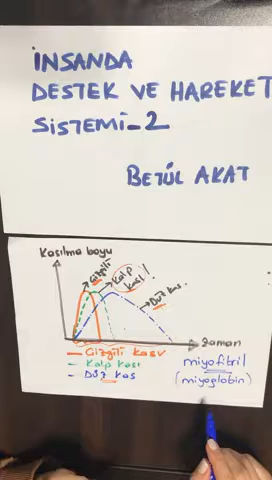 İNSANDA
DESTEK VE HAREKET
SİSTEMİ-2
BETÜL AKAT
Kasılma boyu
Çizgili
Kalp kası!
Düz kas.
zaman
Çizgili kas
Kalp kası
Düz kas
miyofibril
(miyoglobin